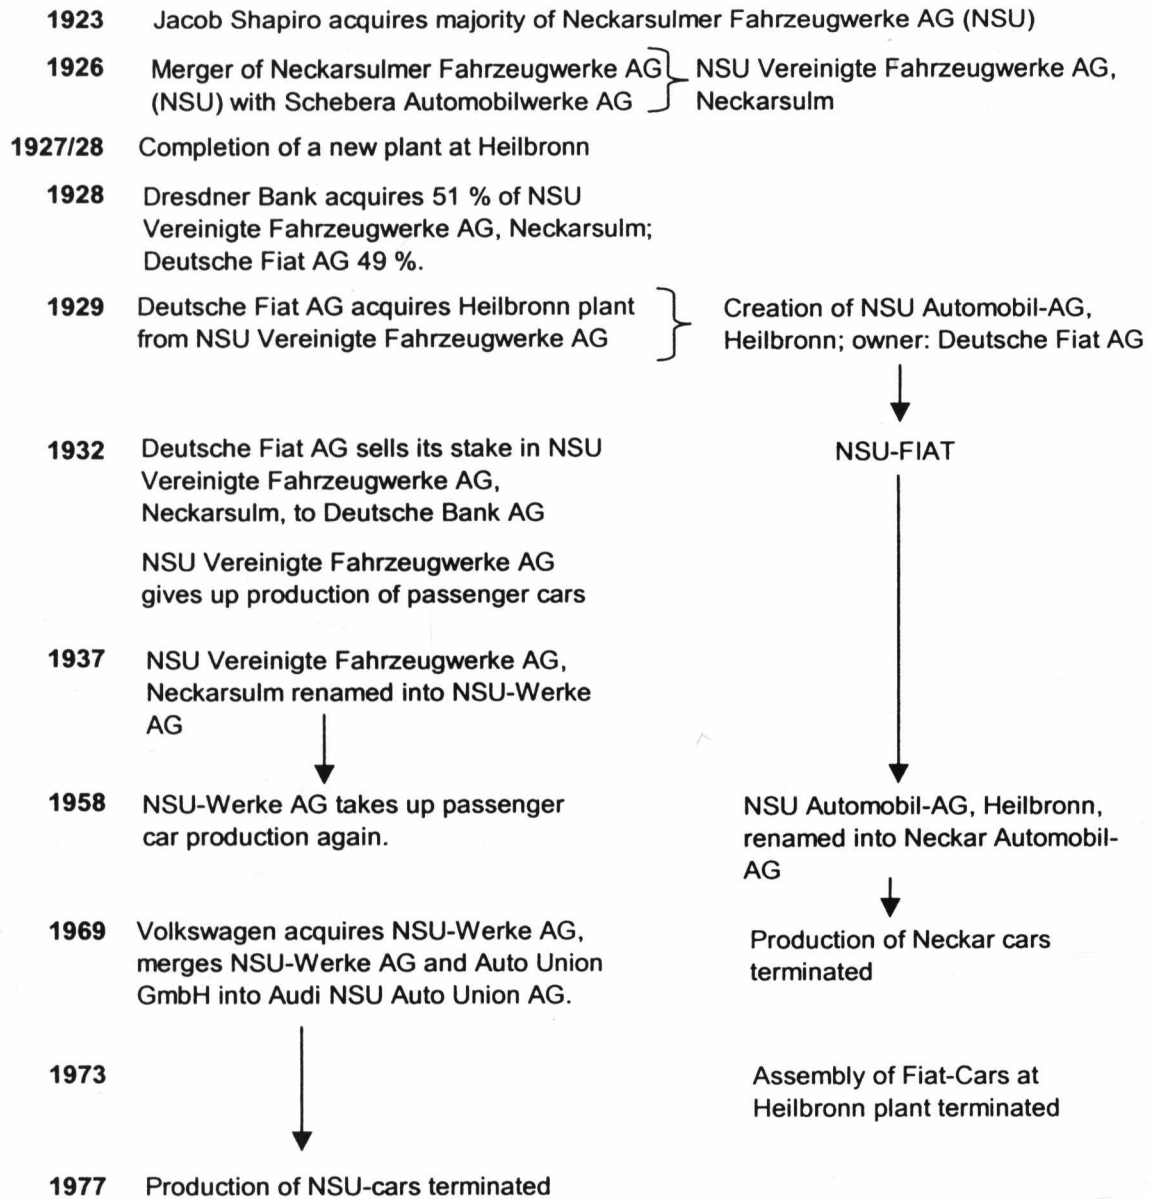 1923 Jacob Shapiro acquires majority of Neckarsulmer Fahrzeugwerke AG (NSU)
1926 Merger of Neckarsulmer Fahrzeugwerke AG
(NSU) with Schebera Automobilwerke AG
NSU Vereinigte Fahrzeugwerke AG,
Neckarsulm
1927/28 Completion of a new plant at Heilbronn
1928 Dresdner Bank acquires 51 % of NSU
Vereinigte Fahrzeugwerke AG, Neckarsulm;
Deutsche Fiat AG 49 %.
1929 Deutsche Fiat AG acquires Heilbronn plant
from NSU Vereinigte Fahrzeugwerke AG
Creation of NSU Automobil-AG,
Heilbronn; owner: Deutsche Fiat AG
1932 Deutsche Fiat AG sells its stake in NSU
Vereinigte Fahrzeugwerke AG,
Neckarsulm, to Deutsche Bank AG
NSU-FIAT
NSU Vereinigte Fahrzeugwerke AG
gives up production of passenger cars
1937 NSU Vereinigte Fahrzeugwerke AG,
Neckarsulm renamed into NSU-Werke
AG
1958 NSU-Werke AG takes up passenger
car production again.
NSU Automobil-AG, Heilbronn,
renamed into Neckar Automobil-
AG
1969 Volkswagen acquires NSU-Werke AG,
merges NSU-Werke AG and Auto Union
GmbH into Audi NSU Auto Union AG.
Production of Neckar cars
terminated
1973 Assembly of Fiat-Cars at
Heilbronn plant terminated
1977 Production of NSU-cars terminated